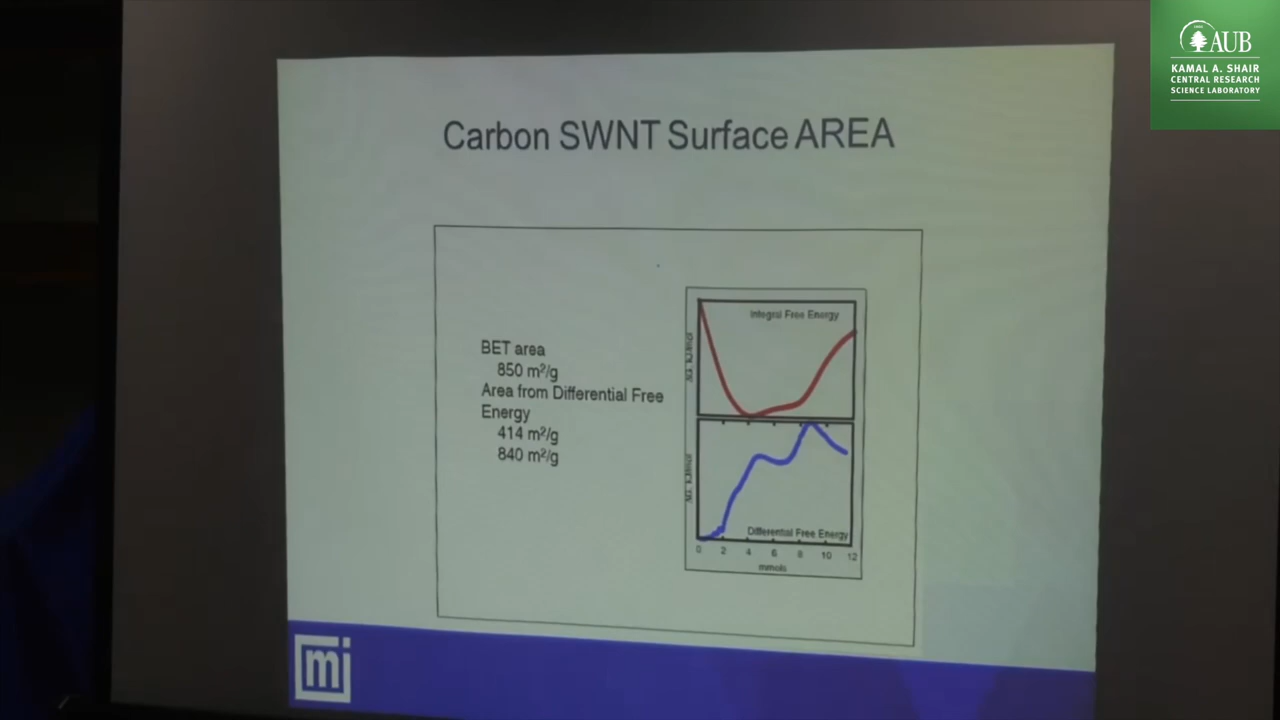 AUB
KAMAL A. SHAIR
CENTRAL RESEARCH
SCIENCE LABORATORY
Carbon SWNT Surface AREA
BET area
850 m²/g
Area from Differential Free
Energy
414 m²/g
840 m²/g
Integral Free Energy
Differential Free Energy
0 2 4 6 8 10 12
mmols
mi